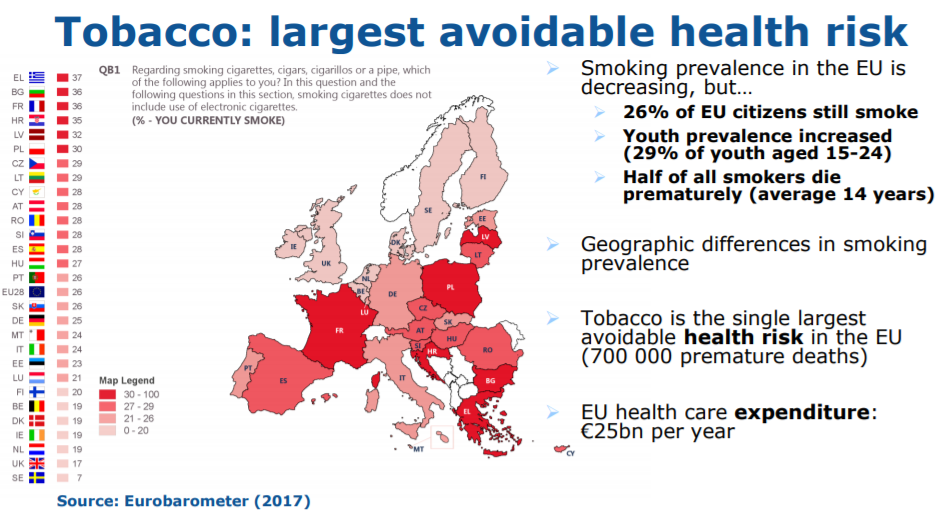 Tobacco: largest avoidable health risk
QB1 Regarding smoking cigarettes, cigars, cigarillos or a pipe, which
of the following applies to you? In this question and the
following questions in this section, smoking cigarettes does not
include use of electronic cigarettes.
(% - YOU CURRENTLY SMOKE)
EL 37
BG 36
FR 36
HR 35
LV 32
PL 30
CZ 29
LT 29
CY 28
AT 28
RO 28
SI 28
ES 28
HU 27
PT 26
EU28 26
SK 26
DE 25
MT 24
IT 24
EE 23
LU 21
FI 20
BE 19
DK 19
IE 19
NL 19
UK 17
SE 7
FI
SE
EE
LV
LT
DK
IE
UK
NL
BE
DE
PL
LU
CZ
SK
FR
AT
HU
SI
HR
RO
PT
ES
IT
BG
EL
MT
CY
Map Legend
30 - 100
27 - 29
21 - 26
0 - 20
Smoking prevalence in the EU is
decreasing, but…
26% of EU citizens still smoke
Youth prevalence increased
(29% of youth aged 15-24)
Half of all smokers die
prematurely (average 14 years)
Geographic differences in smoking
prevalence
Tobacco is the single largest
avoidable health risk in the EU
(700 000 premature deaths)
EU health care expenditure:
€25bn per year
Source: Eurobarometer (2017)